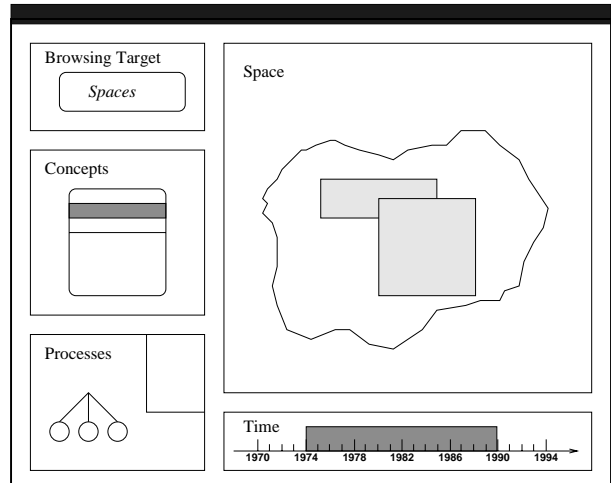 Browsing Target
Spaces
Concepts
Processes
Space
Time
1970 1974 1978 1982 1986 1990 1994